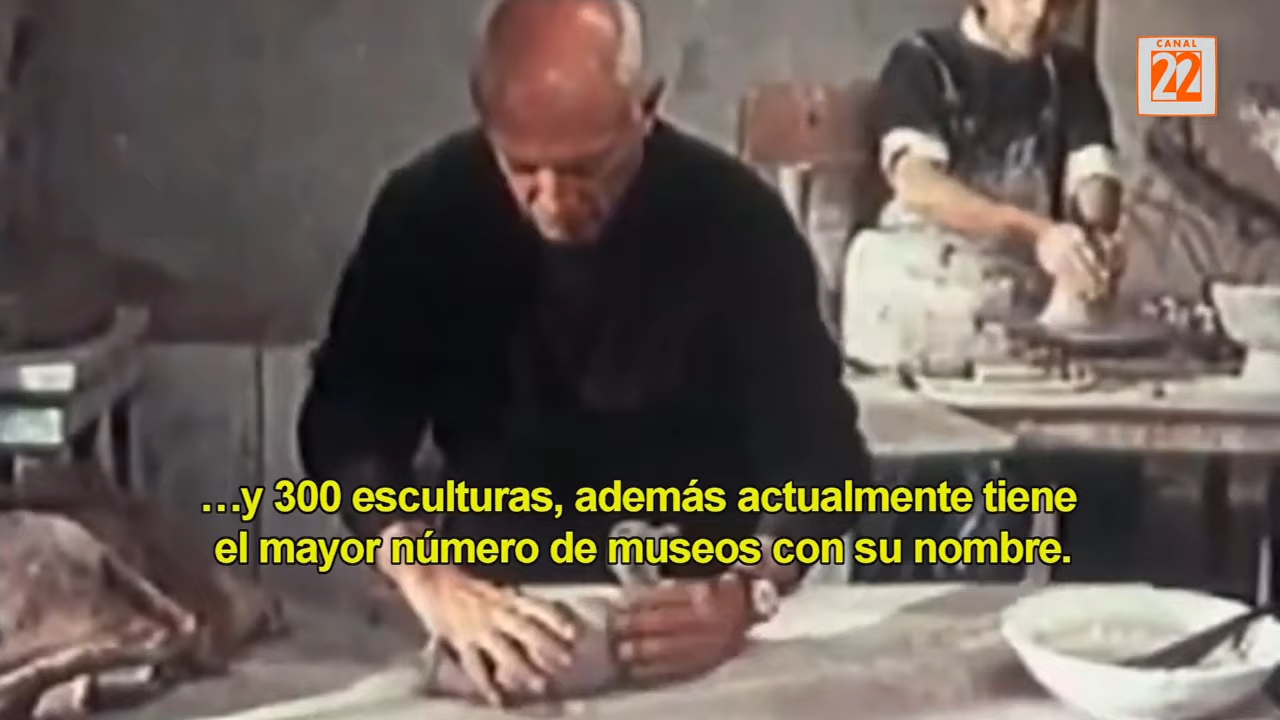 CANAL
22
…y 300 esculturas, además actualmente tiene
el mayor número de museos con su nombre.